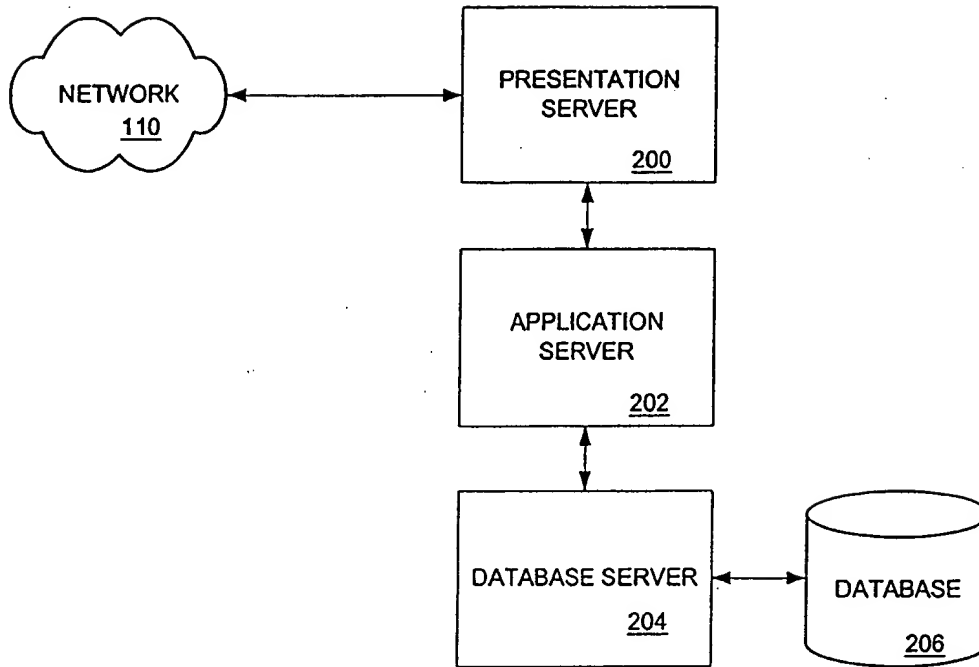 NETWORK
110
PRESENTATION
SERVER
200
APPLICATION
SERVER
202
DATABASE SERVER
204
DATABASE
206